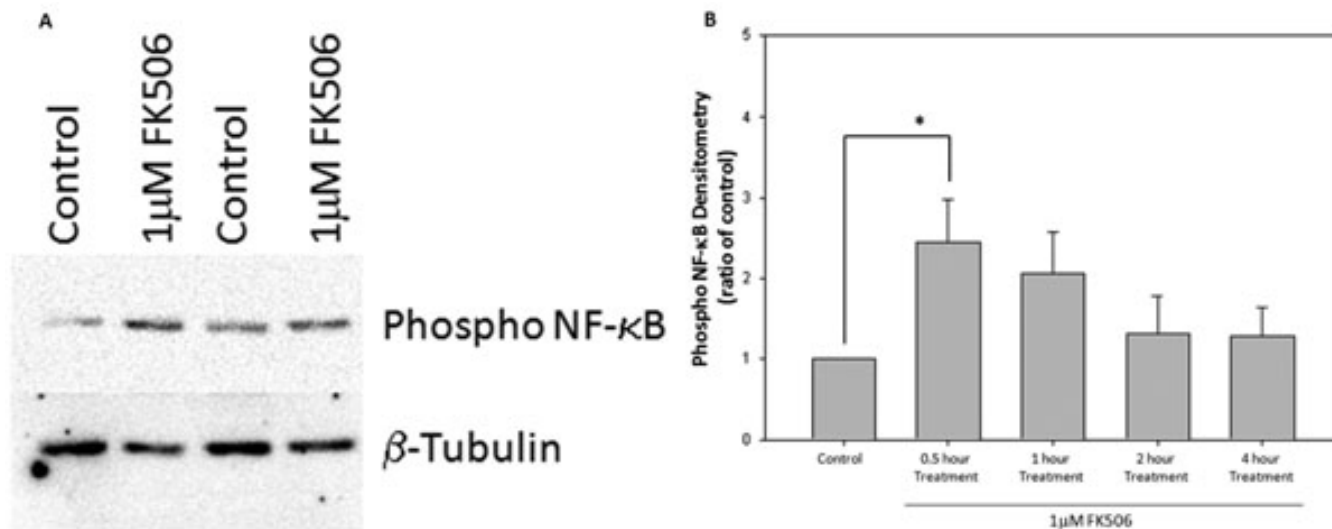 A
Control
1μM FK506
Control
1μM FK506
Phospho NF-κB
β-Tubulin
B
Phospho NF-κB Densitometry
(ratio of control)
5
4
3
2
1
0
*
Control
0.5 hour
Treatment
1 hour
Treatment
2 hour
Treatment
4 hour
Treatment
1μM FK506